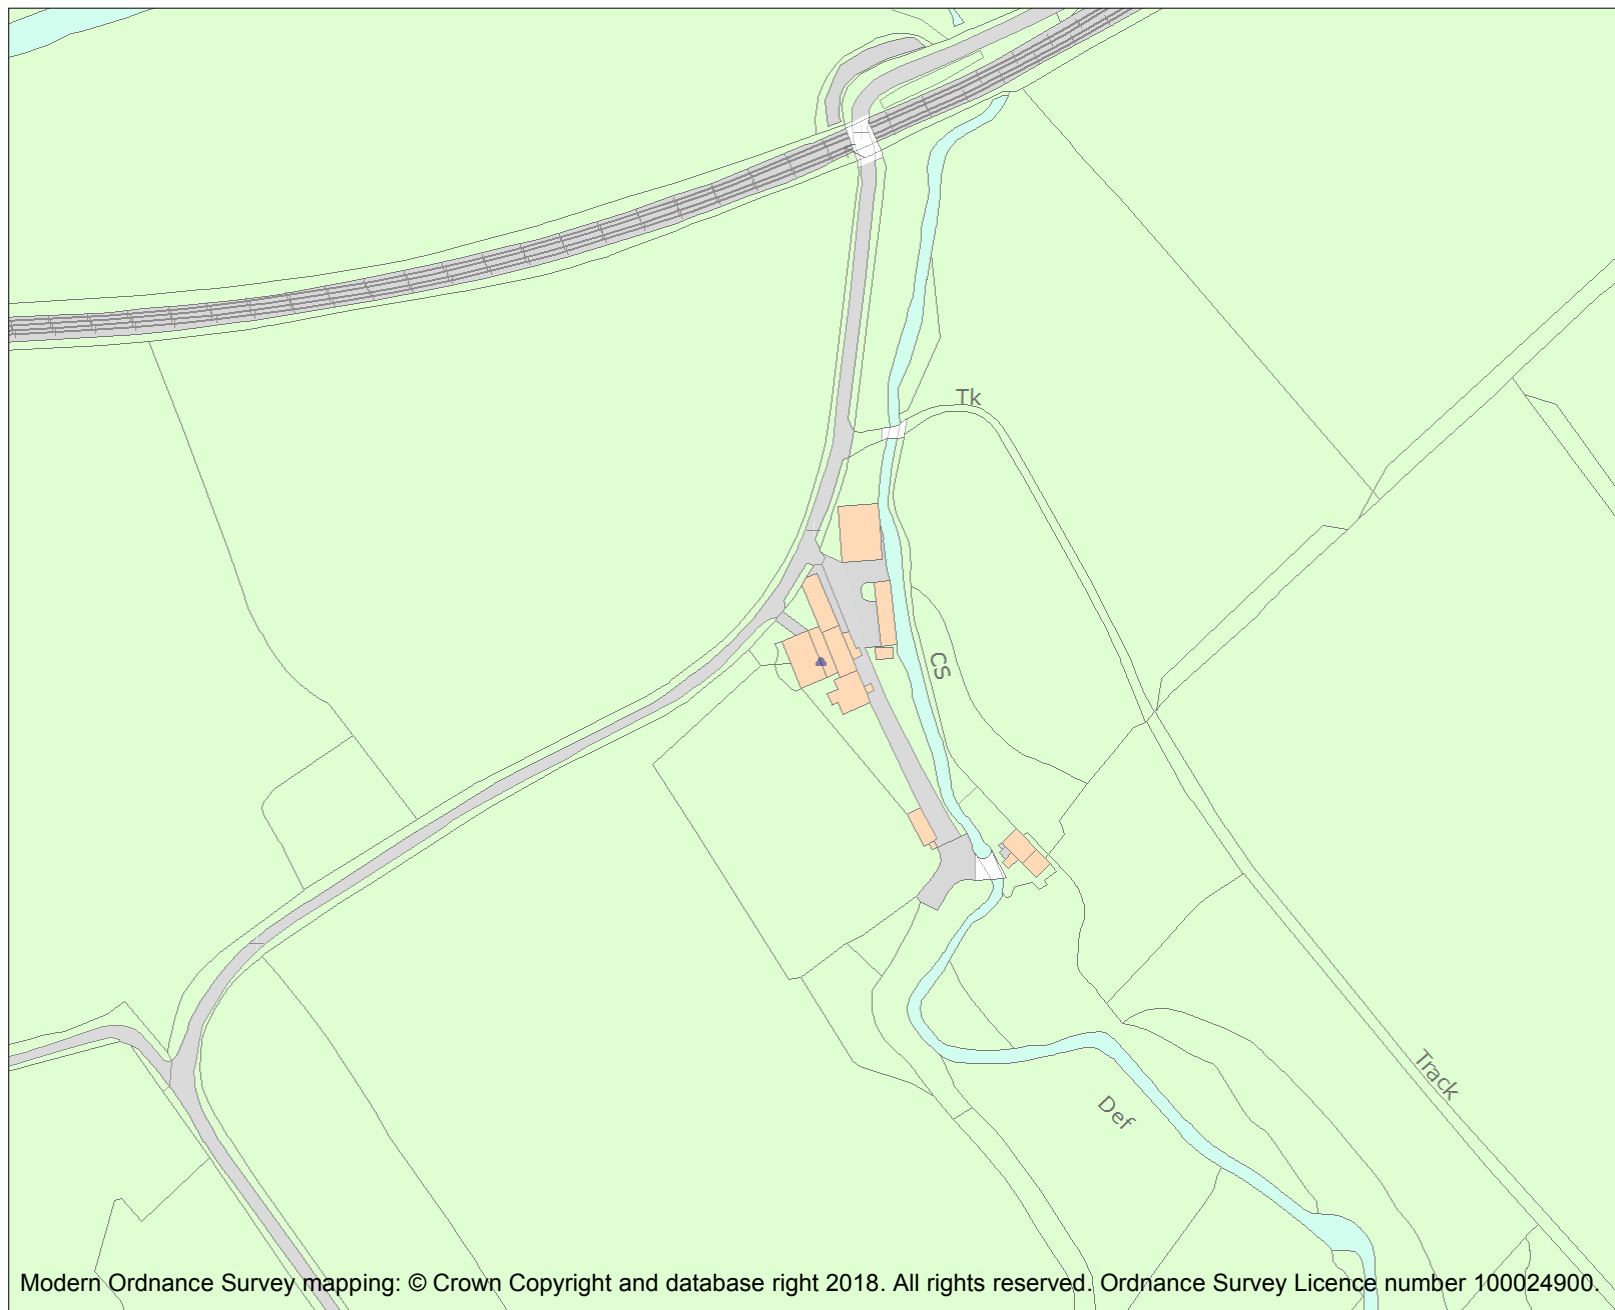 Tk
CS
Track
Def
Modern Ordnance Survey mapping: © Crown Copyright and database right 2018. All rights reserved. Ordnance Survey Licence number 100024900.